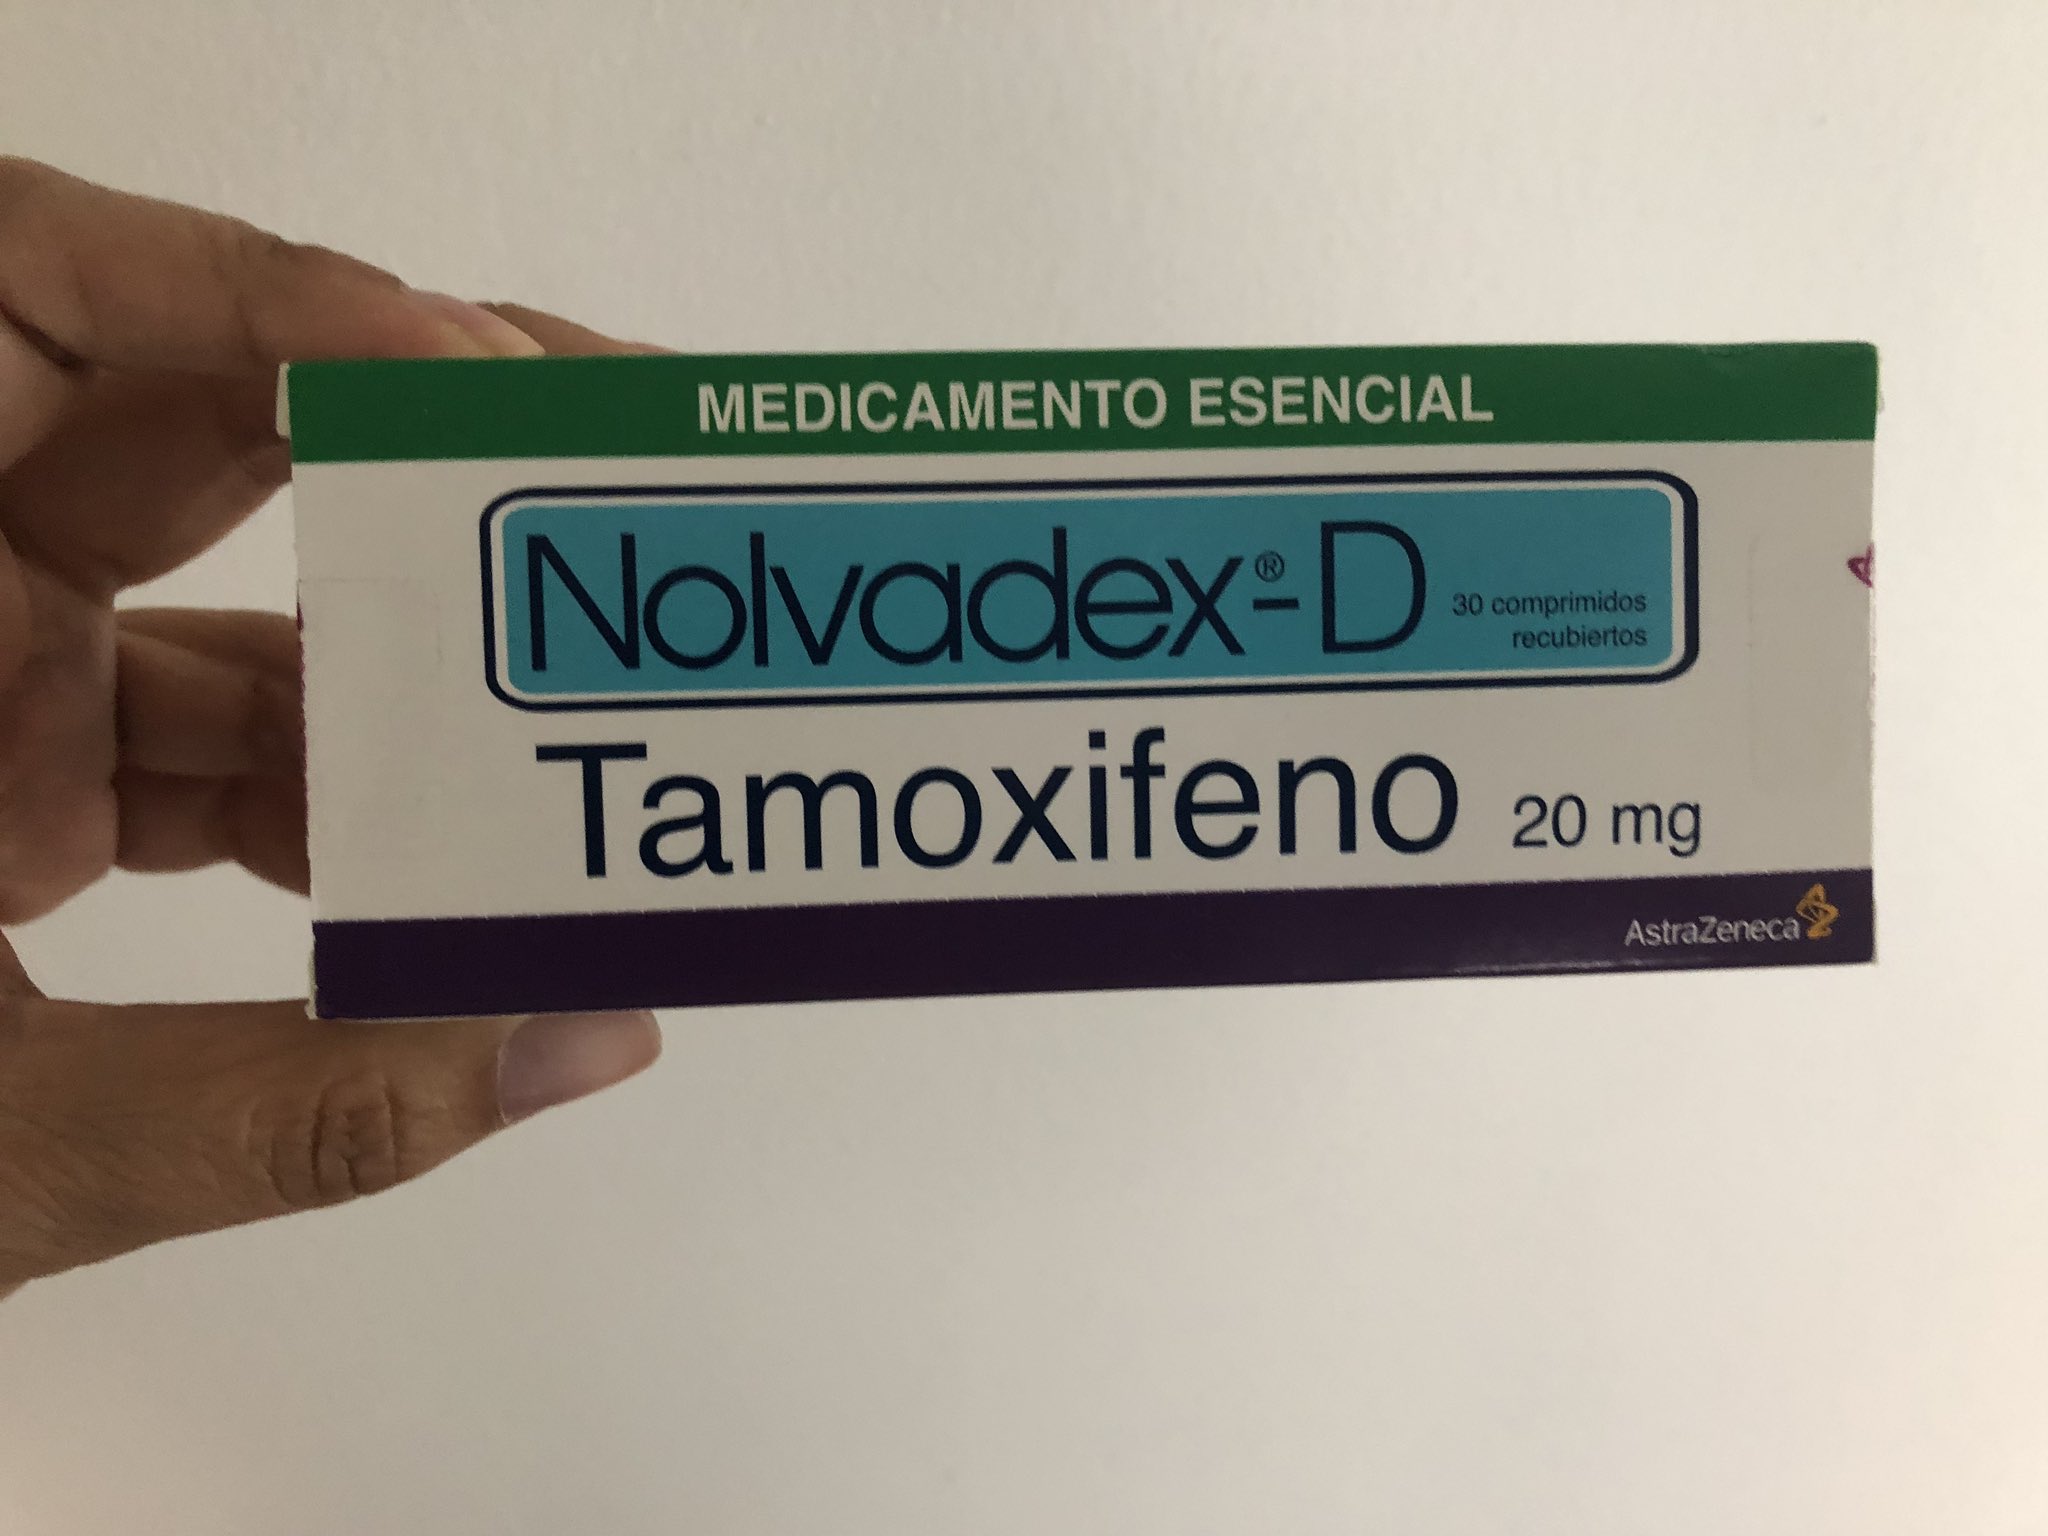 MEDICAMENTO ESENCIAL
Nolvadex®-D
30 comprimidos
recubiertos
Tamoxifeno 20 mg
AstraZeneca